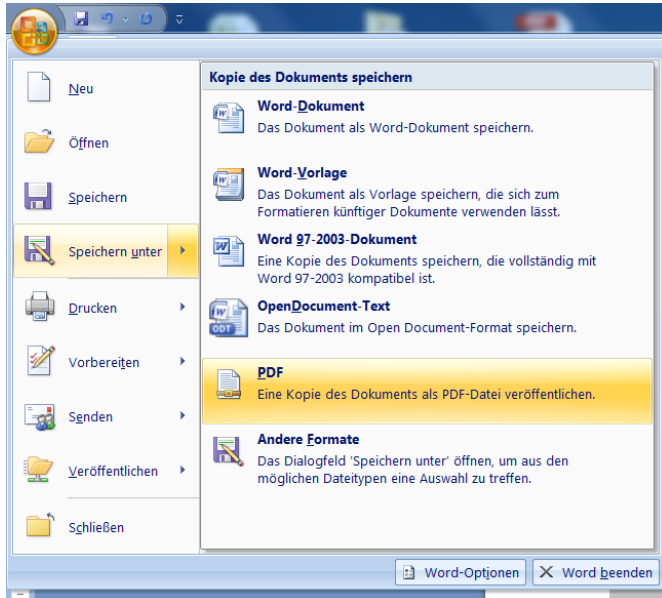 Neu
Öffnen
Speichern
Speichern unter
Drucken
Vorbereiten
Senden
Veröffentlichen
Schließen
Kopie des Dokuments speichern
Word-Dokument
Das Dokument als Word-Dokument speichern.
Word-Vorlage
Das Dokument als Vorlage speichern, die sich zum
Formatieren künftiger Dokumente verwenden lässt.
Word 97-2003-Dokument
Eine Kopie des Dokuments speichern, die vollständig mit
Word 97-2003 kompatibel ist.
OpenDocument-Text
Das Dokument im Open Document-Format speichern.
ODT
PDF
Eine Kopie des Dokuments als PDF-Datei veröffentlichen.
Andere Formate
Das Dialogfeld 'Speichern unter' öffnen, um aus den
möglichen Dateitypen eine Auswahl zu treffen.
Word-Optionen
Word beenden